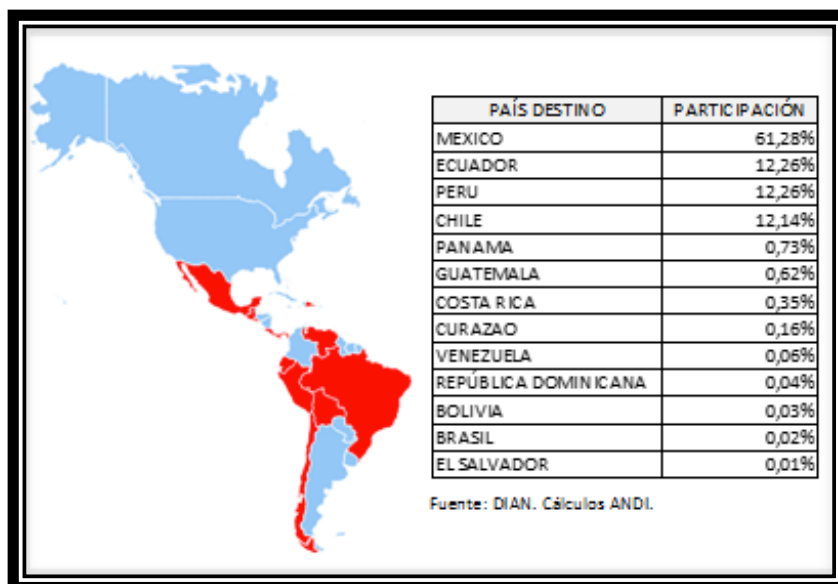 PAÍS DESTINO PARTICIPACIÓN
MEXICO 61,28%
ECUADOR 12,26%
PERU 12,26%
CHILE 12,14%
PANAMA 0,73%
GUATEMALA 0,62%
COSTA RICA 0,35%
CURAZAO 0,16%
VENEZUELA 0,06%
REPÚBLICA DOMINICANA 0,04%
BOLIVIA 0,03%
BRASIL 0,02%
EL SALVADOR 0,01%
Fuente: DIAN. Cálculos ANDI.